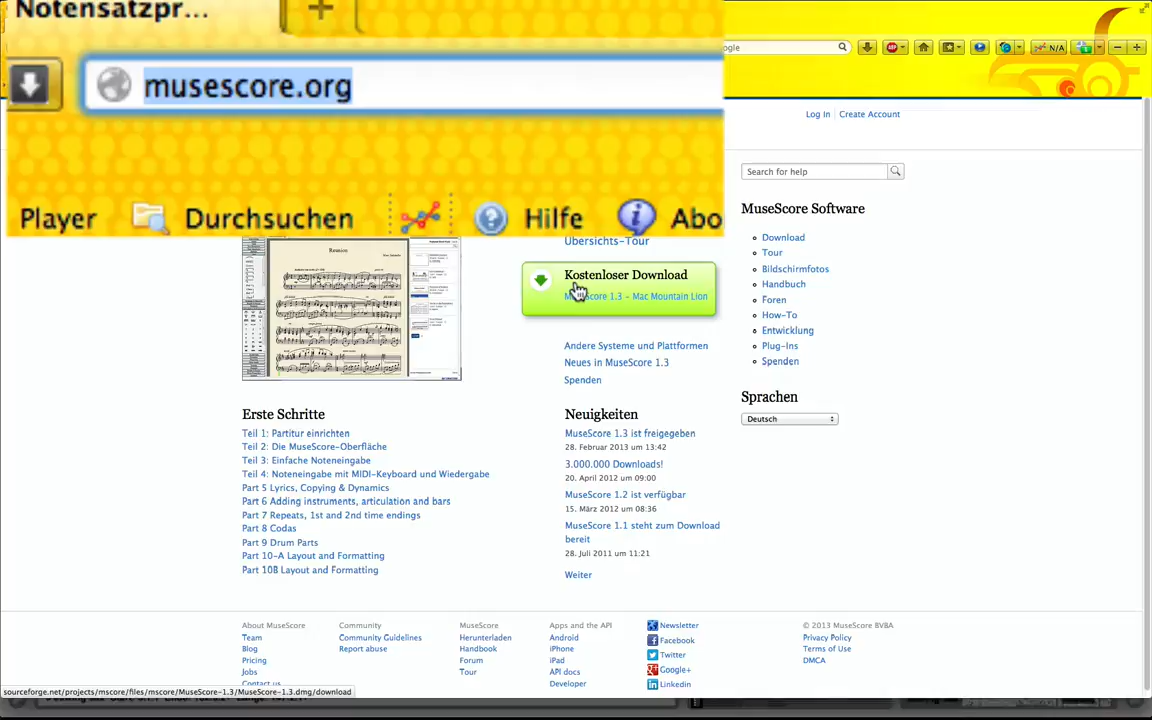 Notensatzpr...
musescore.org
Player Durchsuchen Hilfe Abo
ogle
ABP
N/A
Log In Create Account
Search for help
MuseScore Software
Download
Tour
Bildschirmfotos
Handbuch
Foren
How-To
Entwicklung
Plug-Ins
Spenden
Sprachen
Deutsch
Übersichts-Tour
Kostenloser Download
MuseScore 1.3 - Mac Mountain Lion
Andere Systeme und Plattformen
Neues in MuseScore 1.3
Spenden
Reunion
Erste Schritte
Teil 1: Partitur einrichten
Teil 2: Die MuseScore-Oberfläche
Teil 3: Einfache Noteneingabe
Teil 4: Noteneingabe mit MIDI-Keyboard und Wiedergabe
Part 5 Lyrics, Copying & Dynamics
Part 6 Adding instruments, articulation and bars
Part 7 Repeats, 1st and 2nd time endings
Part 8 Codas
Part 9 Drum Parts
Part 10-A Layout and Formatting
Part 10B Layout and Formatting
Neuigkeiten
MuseScore 1.3 ist freigegeben
28. Februar 2013 um 13:42
3.000.000 Downloads!
20. April 2012 um 09:00
MuseScore 1.2 ist verfügbar
15. März 2012 um 08:36
MuseScore 1.1 steht zum Download
bereit
28. Juli 2011 um 11:21
Weiter
About MuseScore
Team
Blog
Pricing
Jobs
Contact us
Community
Community Guidelines
Report abuse
MuseScore
Herunterladen
Handbook
Forum
Tour
Apps and the API
Android
iPhone
iPad
API docs
Developer
Newsletter
Facebook
Twitter
Google+
Linkedin
© 2013 MuseScore BVBA
Privacy Policy
Terms of Use
DMCA
sourceforge.net/projects/mscore/files/mscore/MuseScore-1.3/MuseScore-1.3.dmg/download